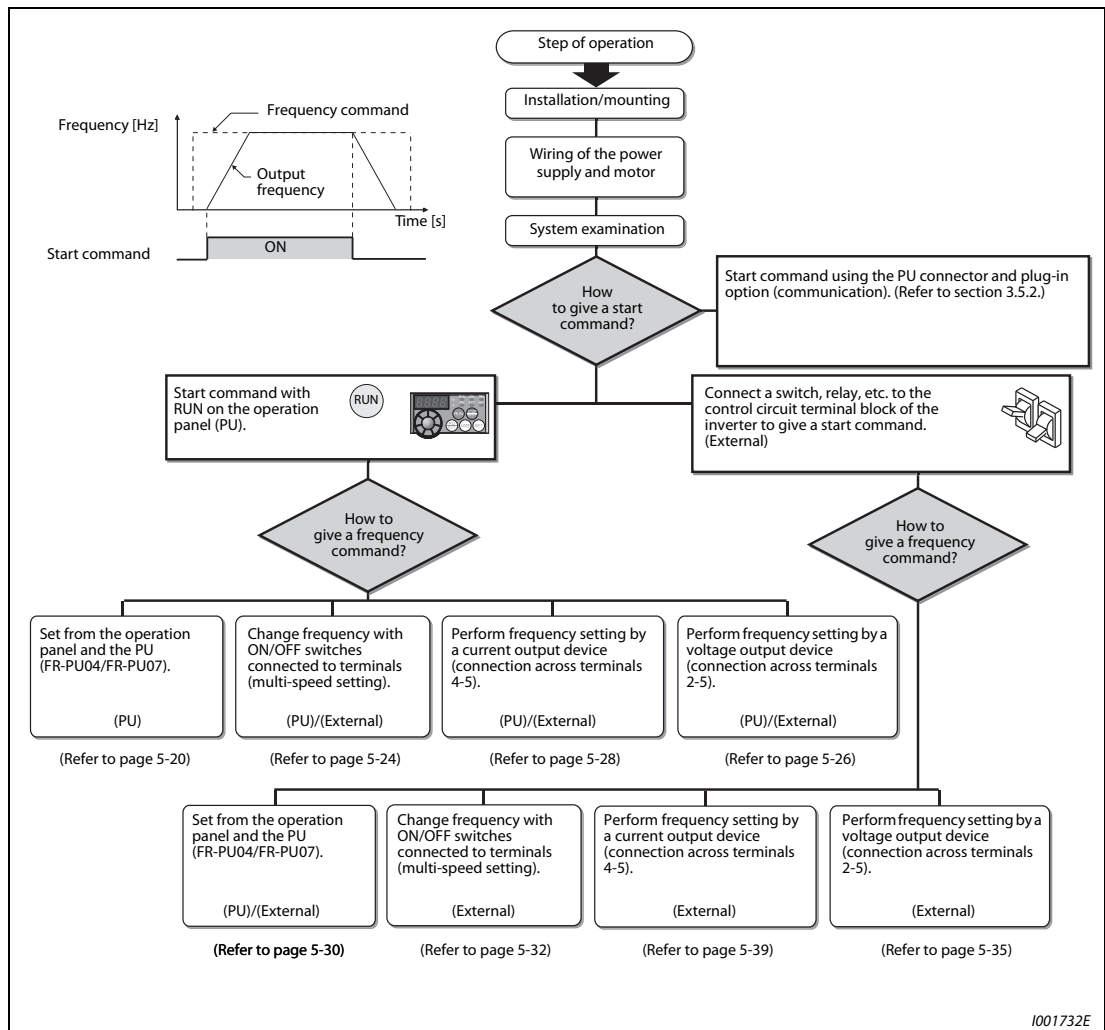 Step of operation
Installation/mounting
Wiring of the power
supply and motor
System examination
Frequency command
Frequency [Hz]
Output
frequency
Time [s]
Start command
ON
How
to give a start
command?
Start command using the PU connector and plug-in
option (communication). (Refer to section 3.5.2.)
Start command with
RUN on the operation
panel (PU).
RUN
Connect a switch, relay, etc. to the
control circuit terminal block of the
inverter to give a start command.
(External)
How to
give a frequency
command?
How to
give a frequency
command?
Set from the operation
panel and the PU
(FR-PU04/FR-PU07).
(PU)
(Refer to page 5-20)
Change frequency with
ON/OFF switches
connected to terminals
(multi-speed setting).
(PU)/(External)
(Refer to page 5-24)
Perform frequency setting by
a current output device
(connection across terminals
4-5).
(PU)/(External)
(Refer to page 5-28)
Perform frequency setting by a
voltage output device
(connection across terminals
2-5).
(PU)/(External)
(Refer to page 5-26)
Set from the operation
panel and the PU
(FR-PU04/FR-PU07).
(PU)/(External)
(Refer to page 5-30)
Change frequency with
ON/OFF switches
connected to terminals
(multi-speed setting).
(External)
(Refer to page 5-32)
Perform frequency setting by
a current output device
(connection across terminals
4-5).
(External)
(Refer to page 5-39)
Perform frequency setting by a
voltage output device
(connection across terminals
2-5).
(External)
(Refer to page 5-35)
I001732E